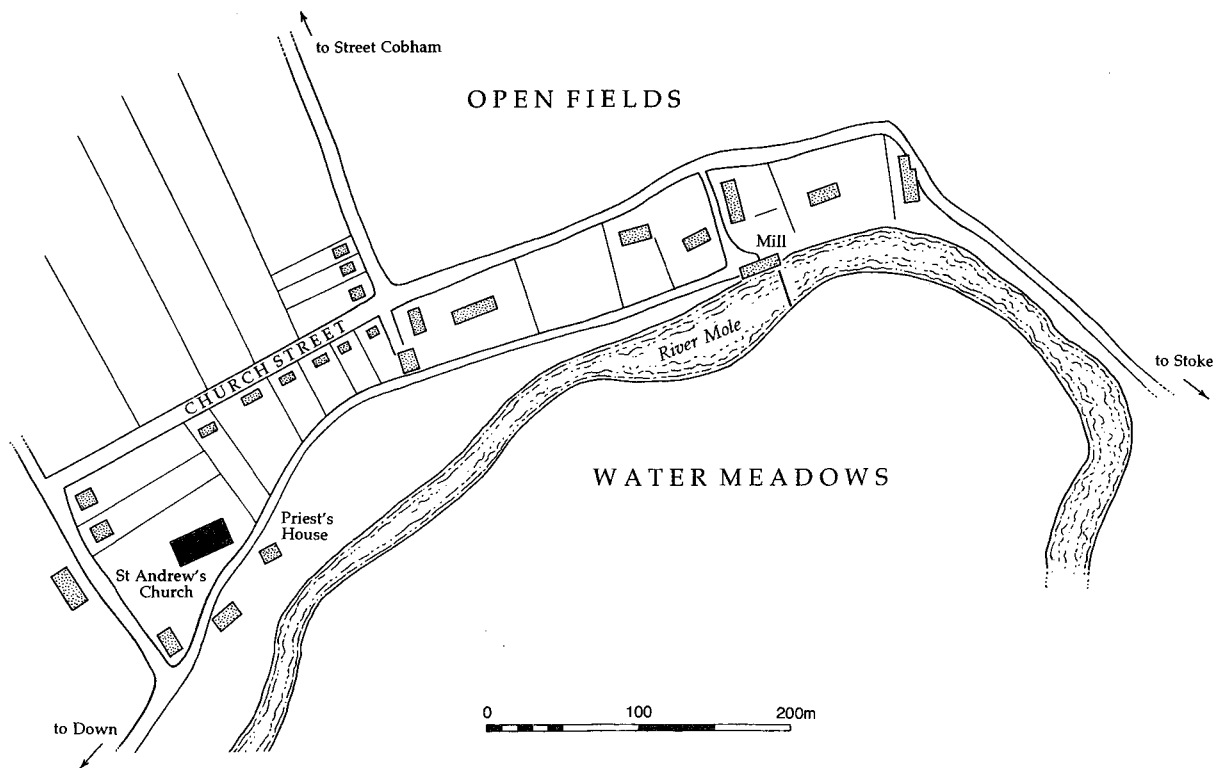 to Street Cobham
OPEN FIELDS
Mill
River Mole
CHURCH STREET
to Stoke
WATER MEADOWS
Priest's
House
St Andrew's
Church
to Down
0 100 200m